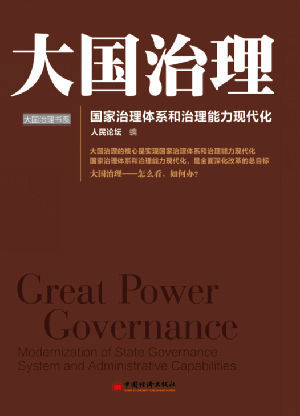 大国治理
大国治理书系
国家治理体系和治理能力现代化
人民论坛 编
大国治理的核心是实现国家治理体系和治理能力现代化
国家治理体系和治理能力现代化，是全面深化改革的总目标
大国治理——怎么看，如何办？
Great Power
Governance
Modernization of State Governance
System and Administrative Capabilities
中国经济出版社